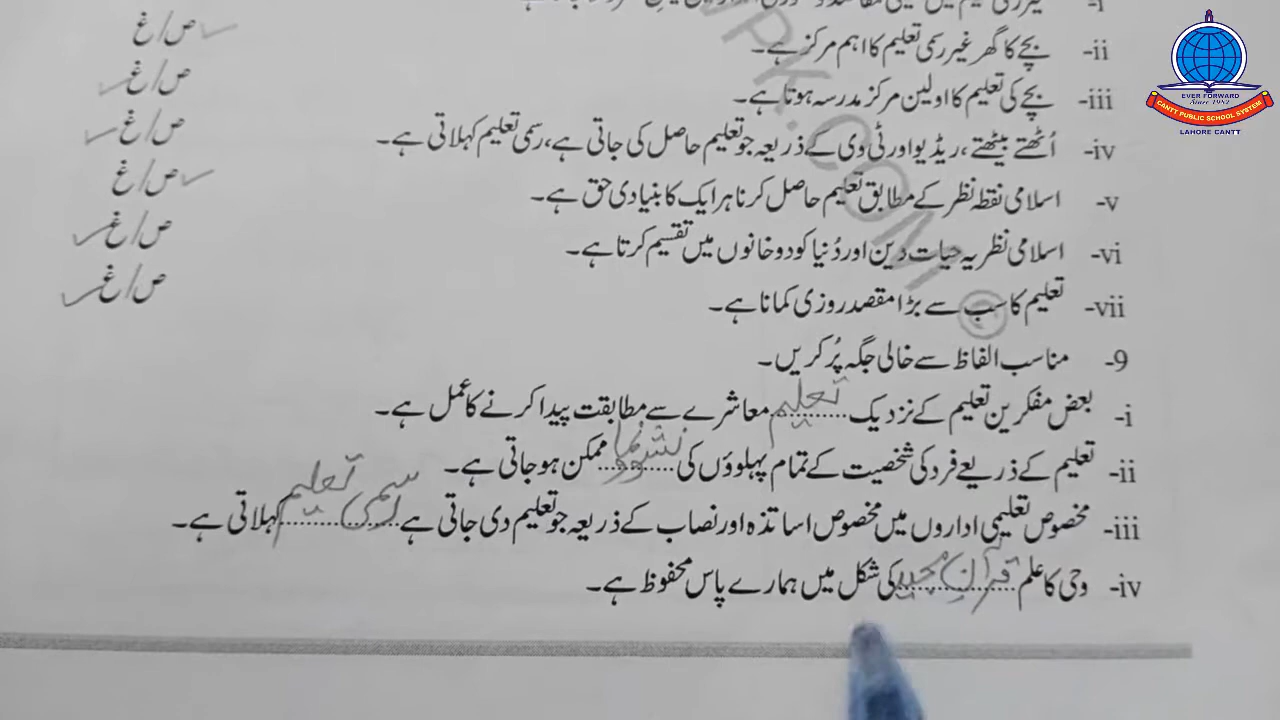 EVER FORWARD
Since 1982
CANTT PUBLIC SCHOOL SYSTEM
LAHORE CANTT
-i
-ii بچے کا گھر غیر رسمی تعلیم کا اہم مرکز ہے۔ ص/غ
-iii بچے کی تعلیم کا اولین مرکز مدرسہ ہوتا ہے۔ ص/غ
-iv اُٹھتے بیٹھتے، ریڈیو اور ٹی وی کے ذریعہ جو تعلیم حاصل کی جاتی ہے، رسمی تعلیم کہلاتی ہے۔ ص/غ
-v اسلامی نقطہ نظر کے مطابق تعلیم حاصل کرنا ہر ایک کا بنیادی حق ہے۔ ص/غ
-vi اسلامی نظریہ حیات دین اور دُنیا کو دو خانوں میں تقسیم کرتا ہے۔ ص/غ
-vii تعلیم کا سب سے بڑا مقصد روزی کمانا ہے۔ ص/غ
-9 مناسب الفاظ سے خالی جگہ پُر کریں۔
-i بعض مفکرین تعلیم کے نزدیک تعلیم معاشرے سے مطابقت پیدا کرنے کا عمل ہے۔
-ii تعلیم کے ذریعے فرد کی شخصیت کے تمام پہلوؤں کی نشوونما ممکن ہو جاتی ہے۔
-iii مخصوص تعلیمی اداروں میں مخصوص اساتذہ اور نصاب کے ذریعہ جو تعلیم دی جاتی ہے رسمی تعلیم کہلاتی ہے۔
-iv وحی کا علم قرآن مجید کی شکل میں ہمارے پاس محفوظ ہے۔